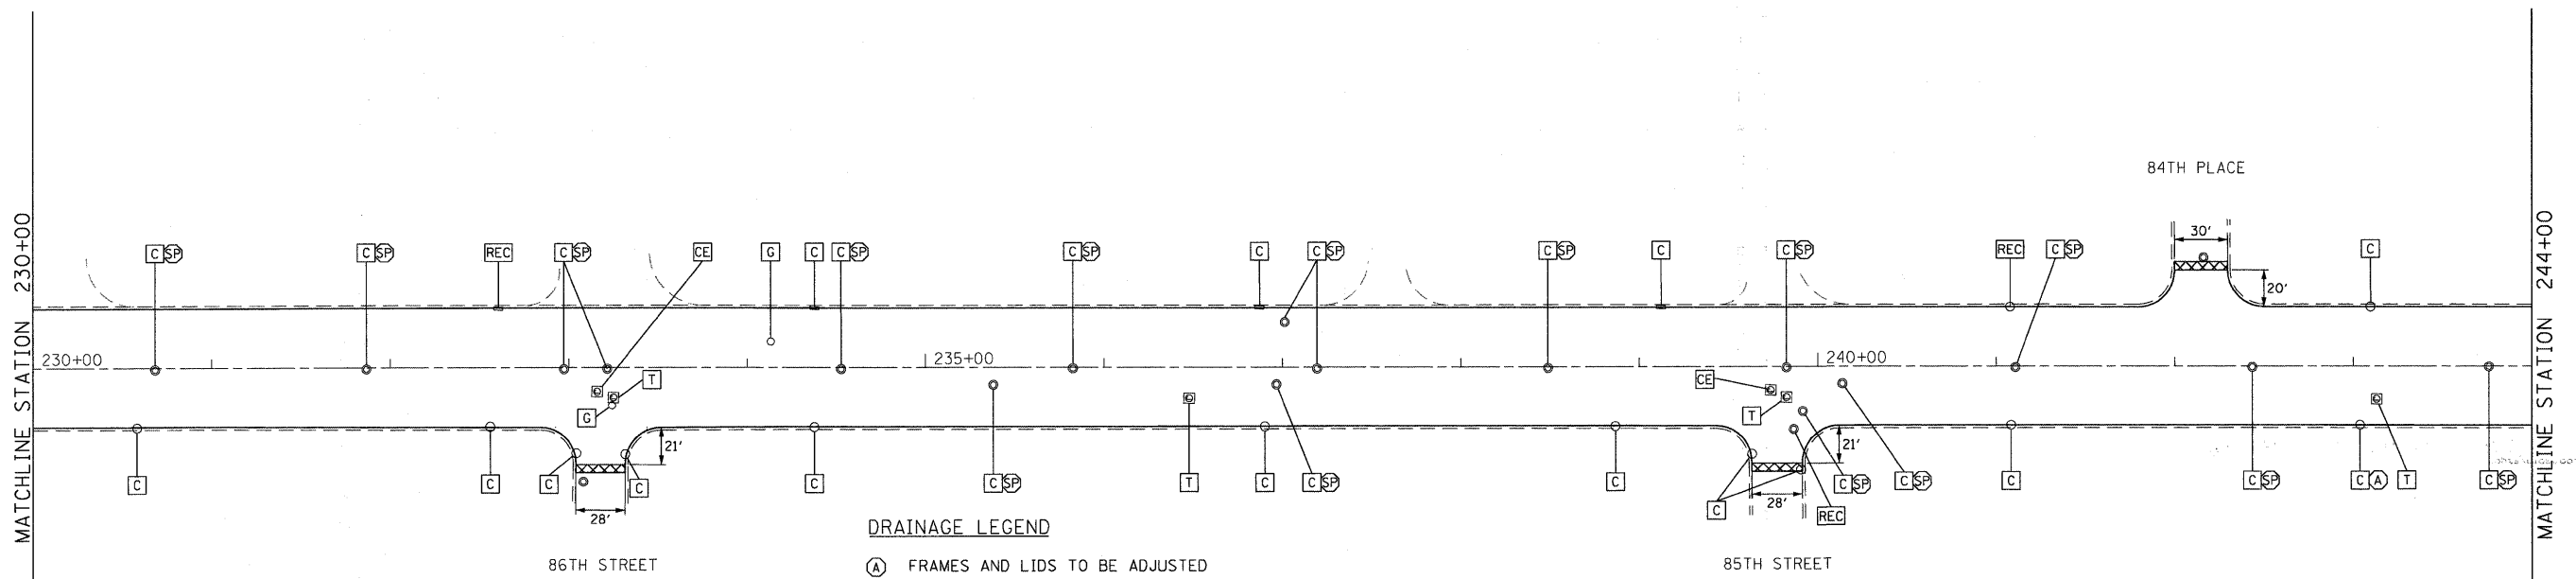 84TH PLACE
C SP
C SP
REC
C SP
CE
G
C
C SP
C SP
C
C SP
C SP
C
C SP
REC
C SP
30'
C
20'
MATCHLINE STATION 230+00
MATCHLINE STATION 244+00
230+00
235+00
240+00
T
G
CE
T
21'
21'
C
C
C
C
C
C SP
T
C
C SP
C
C
C SP
REC
C SP
C
C SP
C A
T
C SP
28'
28'
DRAINAGE LEGEND
86TH STREET
85TH STREET
A FRAMES AND LIDS TO BE ADJUSTED